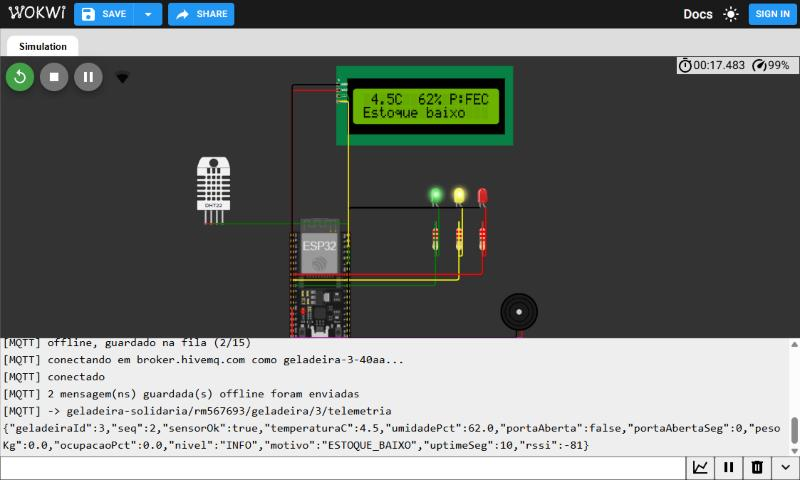 WOKWI
SAVE
SHARE
Docs
SIGN IN
Simulation
00:17.483
99%
4.5C 62% P:FEC
Estoque baixo
DHT22
ESP32
[MQTT] offline, guardado na fila (2/15)
[MQTT] conectando em broker.hivemq.com como geladeira-3-40aa...
[MQTT] conectado
[MQTT] 2 mensagem(ns) guardada(s) offline foram enviadas
[MQTT] -> geladeira-solidaria/rm567693/geladeira/3/telemetria
{"geladeiraId":3,"seq":2,"sensorOk":true,"temperaturaC":4.5,"umidadePct":62.0,"portaAberta":false,"portaAbertaSeg":0,"peso
Kg":0.0,"ocupacaoPct":0.0,"nivel":"INFO","motivo":"ESTOQUE_BAIXO","uptimeSeg":10,"rssi":-81}